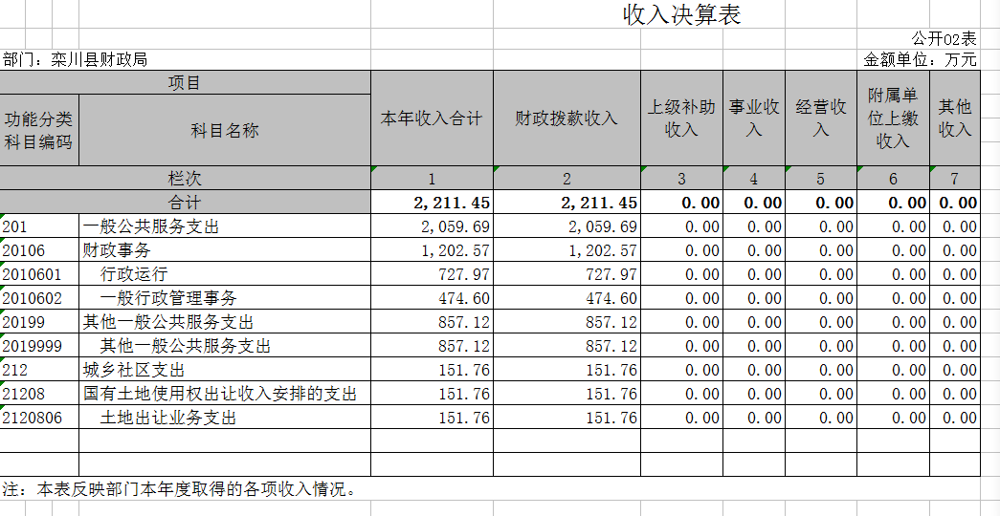 收入决算表
公开02表
部门：栾川县财政局 金额单位：万元
项目 本年收入合计 财政拨款收入 上级补助收入 事业收入 经营收入 附属单位上缴收入 其他收入
功能分类科目编码 科目名称
栏次 1 2 3 4 5 6 7
合计 2,211.45 2,211.45 0.00 0.00 0.00 0.00 0.00
201 一般公共服务支出 2,059.69 2,059.69 0.00 0.00 0.00 0.00 0.00
20106 财政事务 1,202.57 1,202.57 0.00 0.00 0.00 0.00 0.00
2010601 行政运行 727.97 727.97 0.00 0.00 0.00 0.00 0.00
2010602 一般行政管理事务 474.60 474.60 0.00 0.00 0.00 0.00 0.00
20199 其他一般公共服务支出 857.12 857.12 0.00 0.00 0.00 0.00 0.00
2019999 其他一般公共服务支出 857.12 857.12 0.00 0.00 0.00 0.00 0.00
212 城乡社区支出 151.76 151.76 0.00 0.00 0.00 0.00 0.00
21208 国有土地使用权出让收入安排的支出 151.76 151.76 0.00 0.00 0.00 0.00 0.00
2120806 土地出让业务支出 151.76 151.76 0.00 0.00 0.00 0.00 0.00
注：本表反映部门本年度取得的各项收入情况。